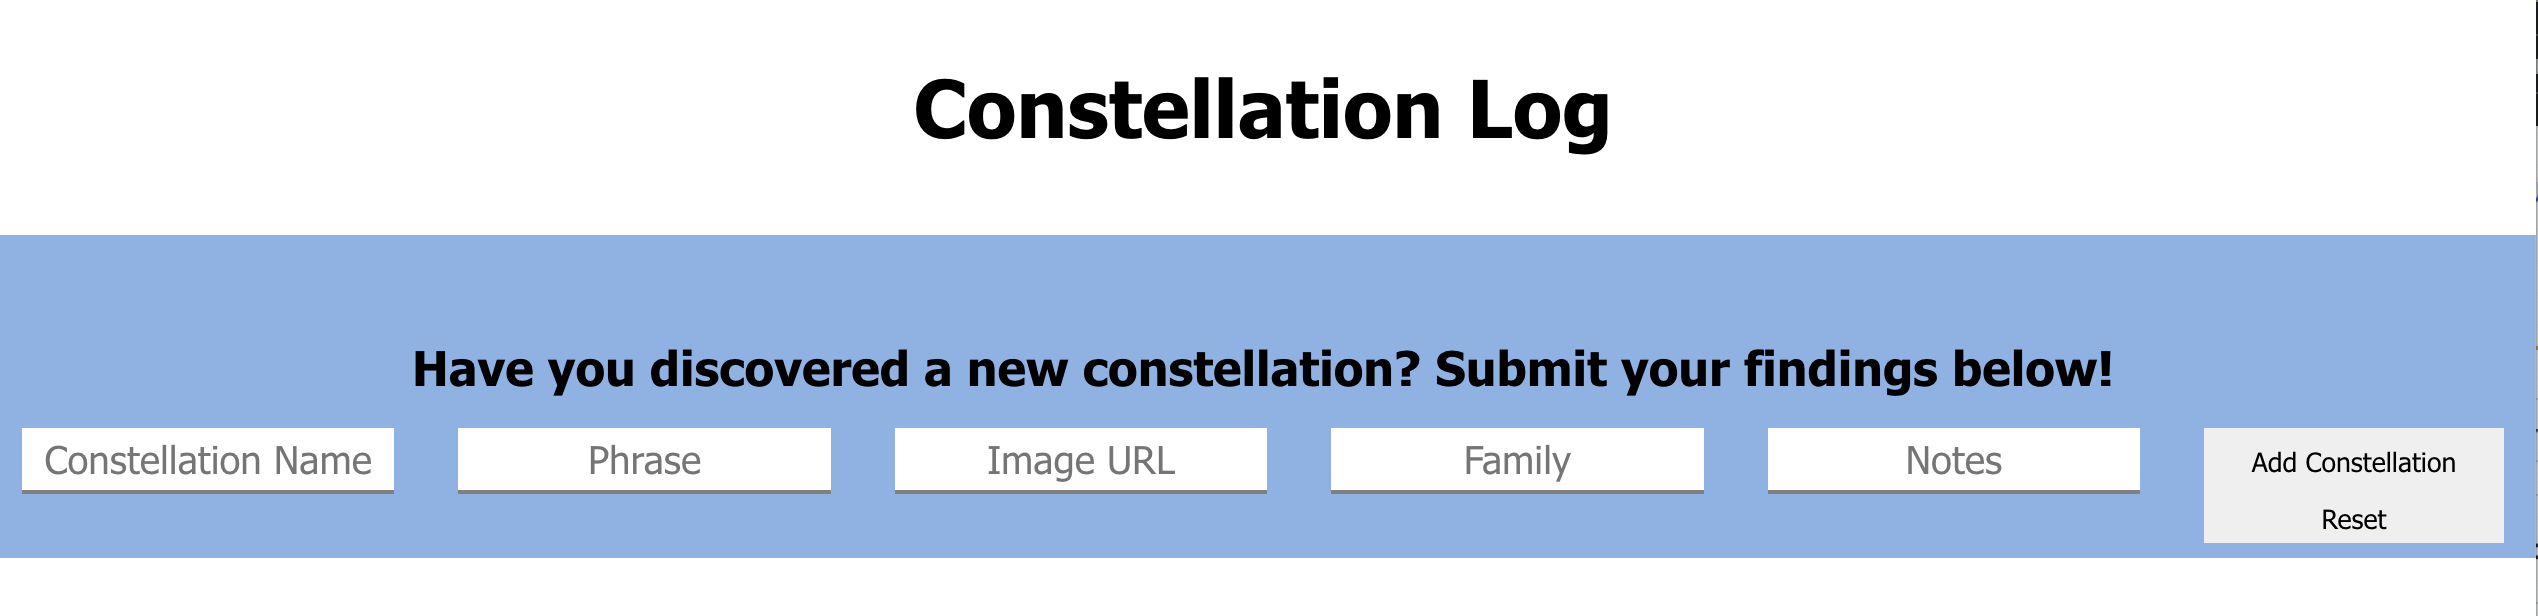 Constellation Log
Have you discovered a new constellation? Submit your findings below!
Constellation Name
Phrase
Image URL
Family
Notes
Add Constellation
Reset